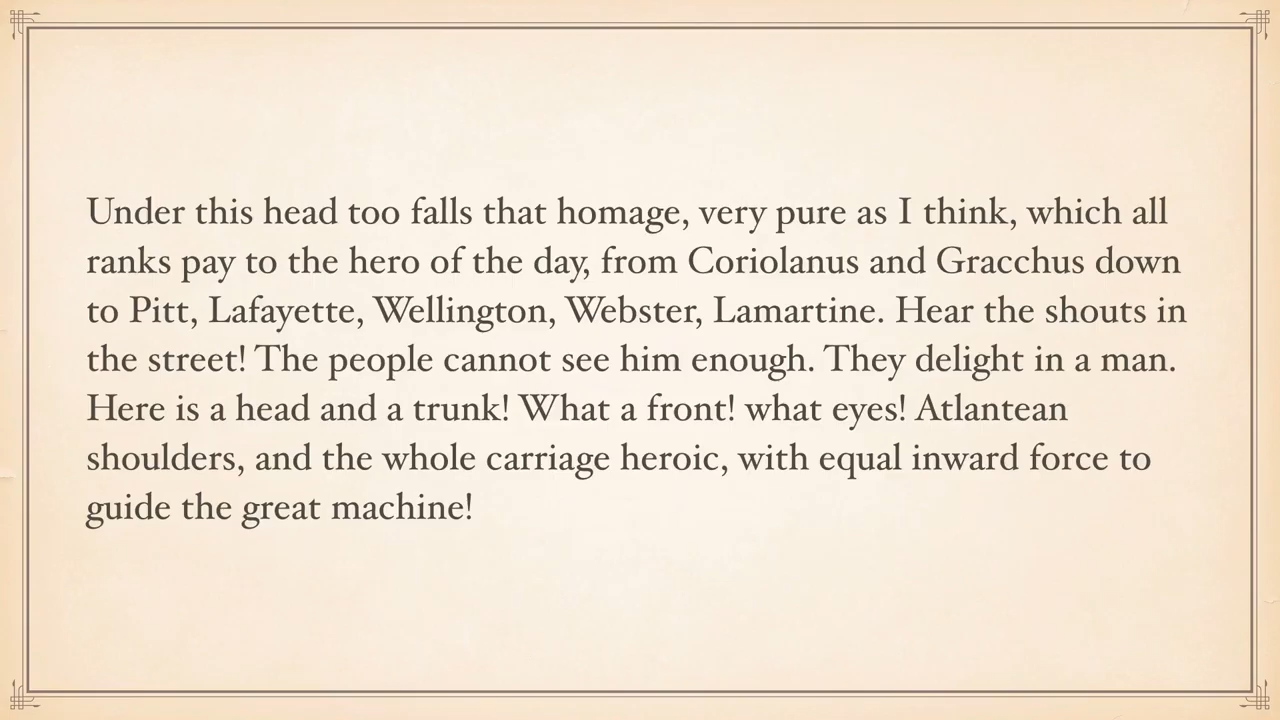 Under this head too falls that homage, very pure as I think, which all
ranks pay to the hero of the day, from Coriolanus and Gracchus down
to Pitt, Lafayette, Wellington, Webster, Lamartine. Hear the shouts in
the street! The people cannot see him enough. They delight in a man.
Here is a head and a trunk! What a front! what eyes! Atlantean
shoulders, and the whole carriage heroic, with equal inward force to
guide the great machine!